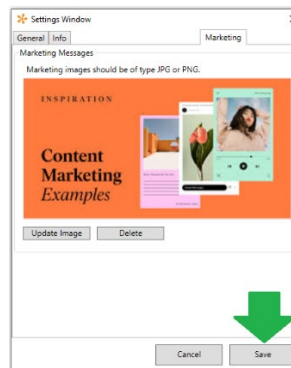 Settings Window
General Info Marketing
Marketing Messages
Marketing images should be of type JPG or PNG.
INSPIRATION
Content
Marketing
Examples
Update Image Delete
Cancel Save